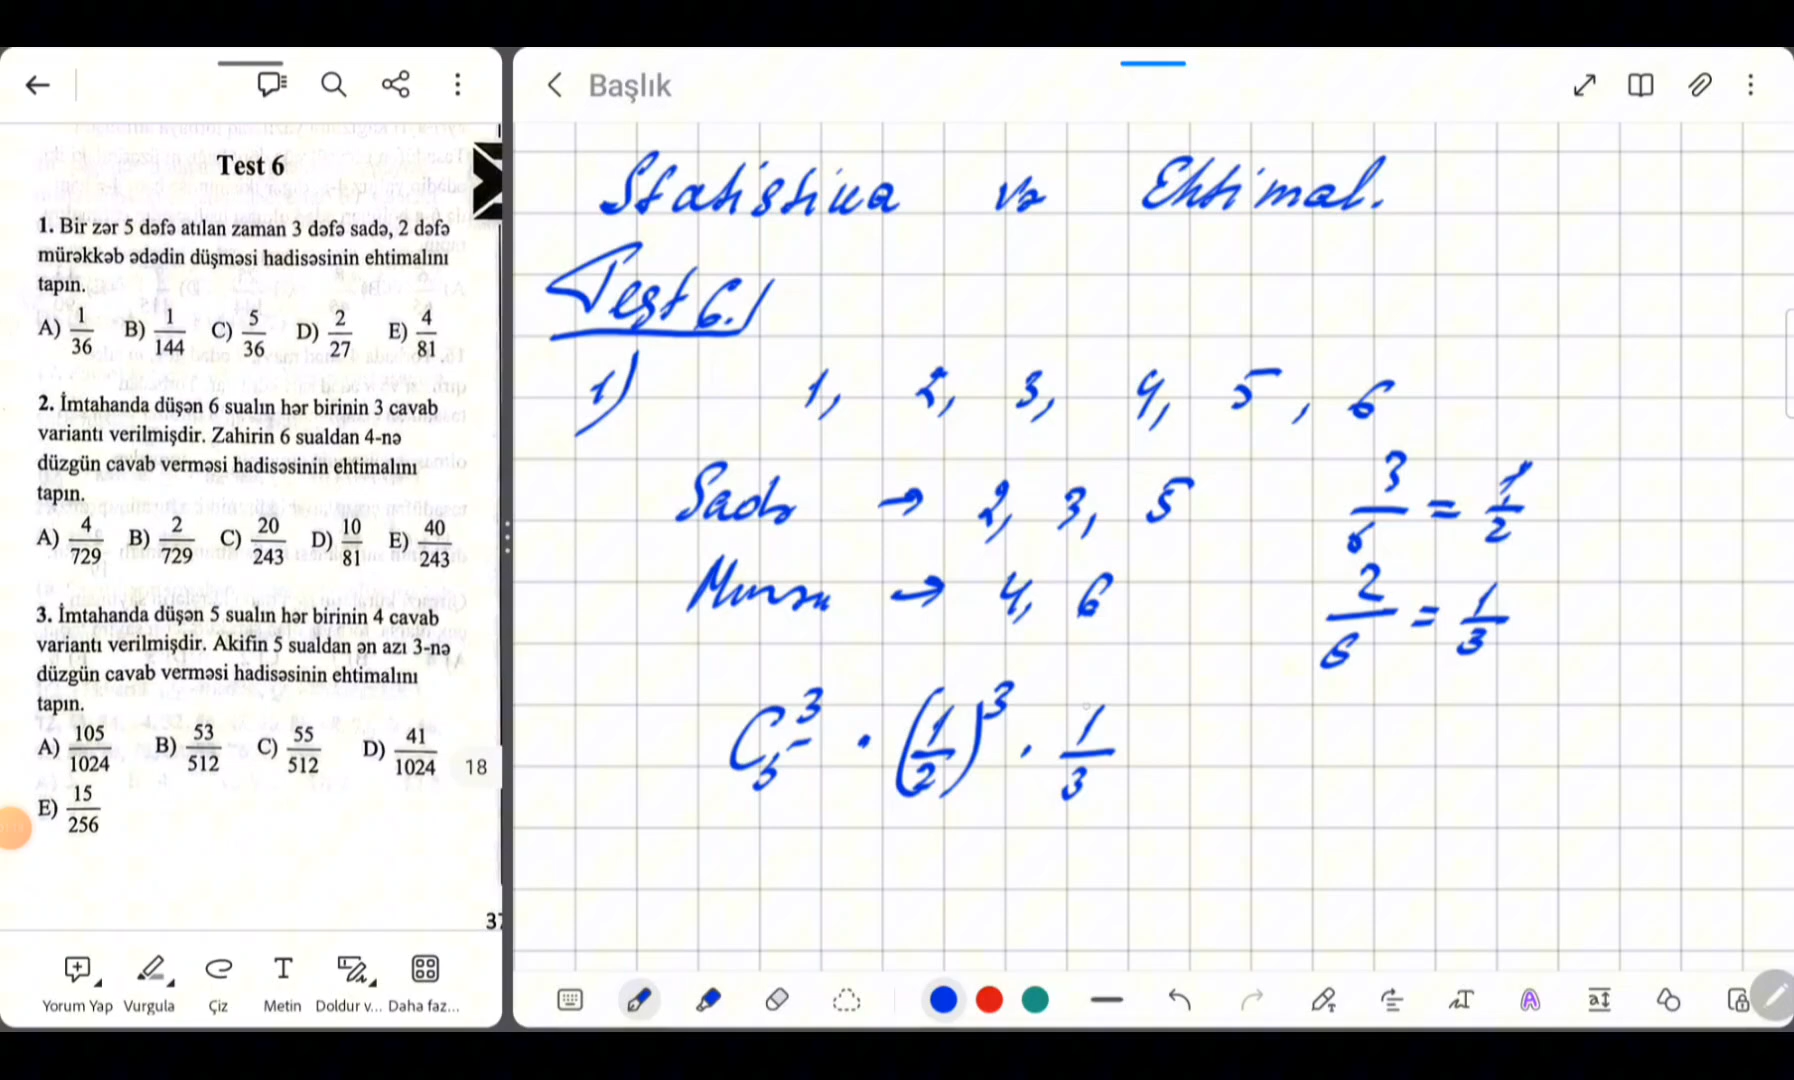 Test 6
1. Bir zər 5 dəfə atılan zaman 3 dəfə sadə, 2 dəfə
mürəkkəb ədədin düşməsi hadisəsinin ehtimalını
tapın.
A) 1/36 B) 1/144 C) 5/36 D) 2/27 E) 4/81
2. İmtahanda düşən 6 sualın hər birinin 3 cavab
variantı verilmişdir. Zahirin 6 sualdan 4-nə
düzgün cavab verməsi hadisəsinin ehtimalını
tapın.
A) 4/729 B) 2/729 C) 20/243 D) 10/81 E) 40/243
3. İmtahanda düşən 5 sualın hər birinin 4 cavab
variantı verilmişdir. Akifin 5 sualdan ən azı 3-nə
düzgün cavab verməsi hadisəsinin ehtimalını
tapın.
A) 105/1024 B) 53/512 C) 55/512 D) 41/1024
18
E) 15/256
Yorum Yap Vurgula Çiz Metin Doldur v... Daha faz...
Başlık
Statistika və Ehtimal.
Test 6.
1) 1, 2, 3, 4, 5, 6
Sadə → 2, 3, 5 3/6 = 1/2
→ 4, 6 2/6 = 1/3
C₅³ · (1/2)³ · 1/3